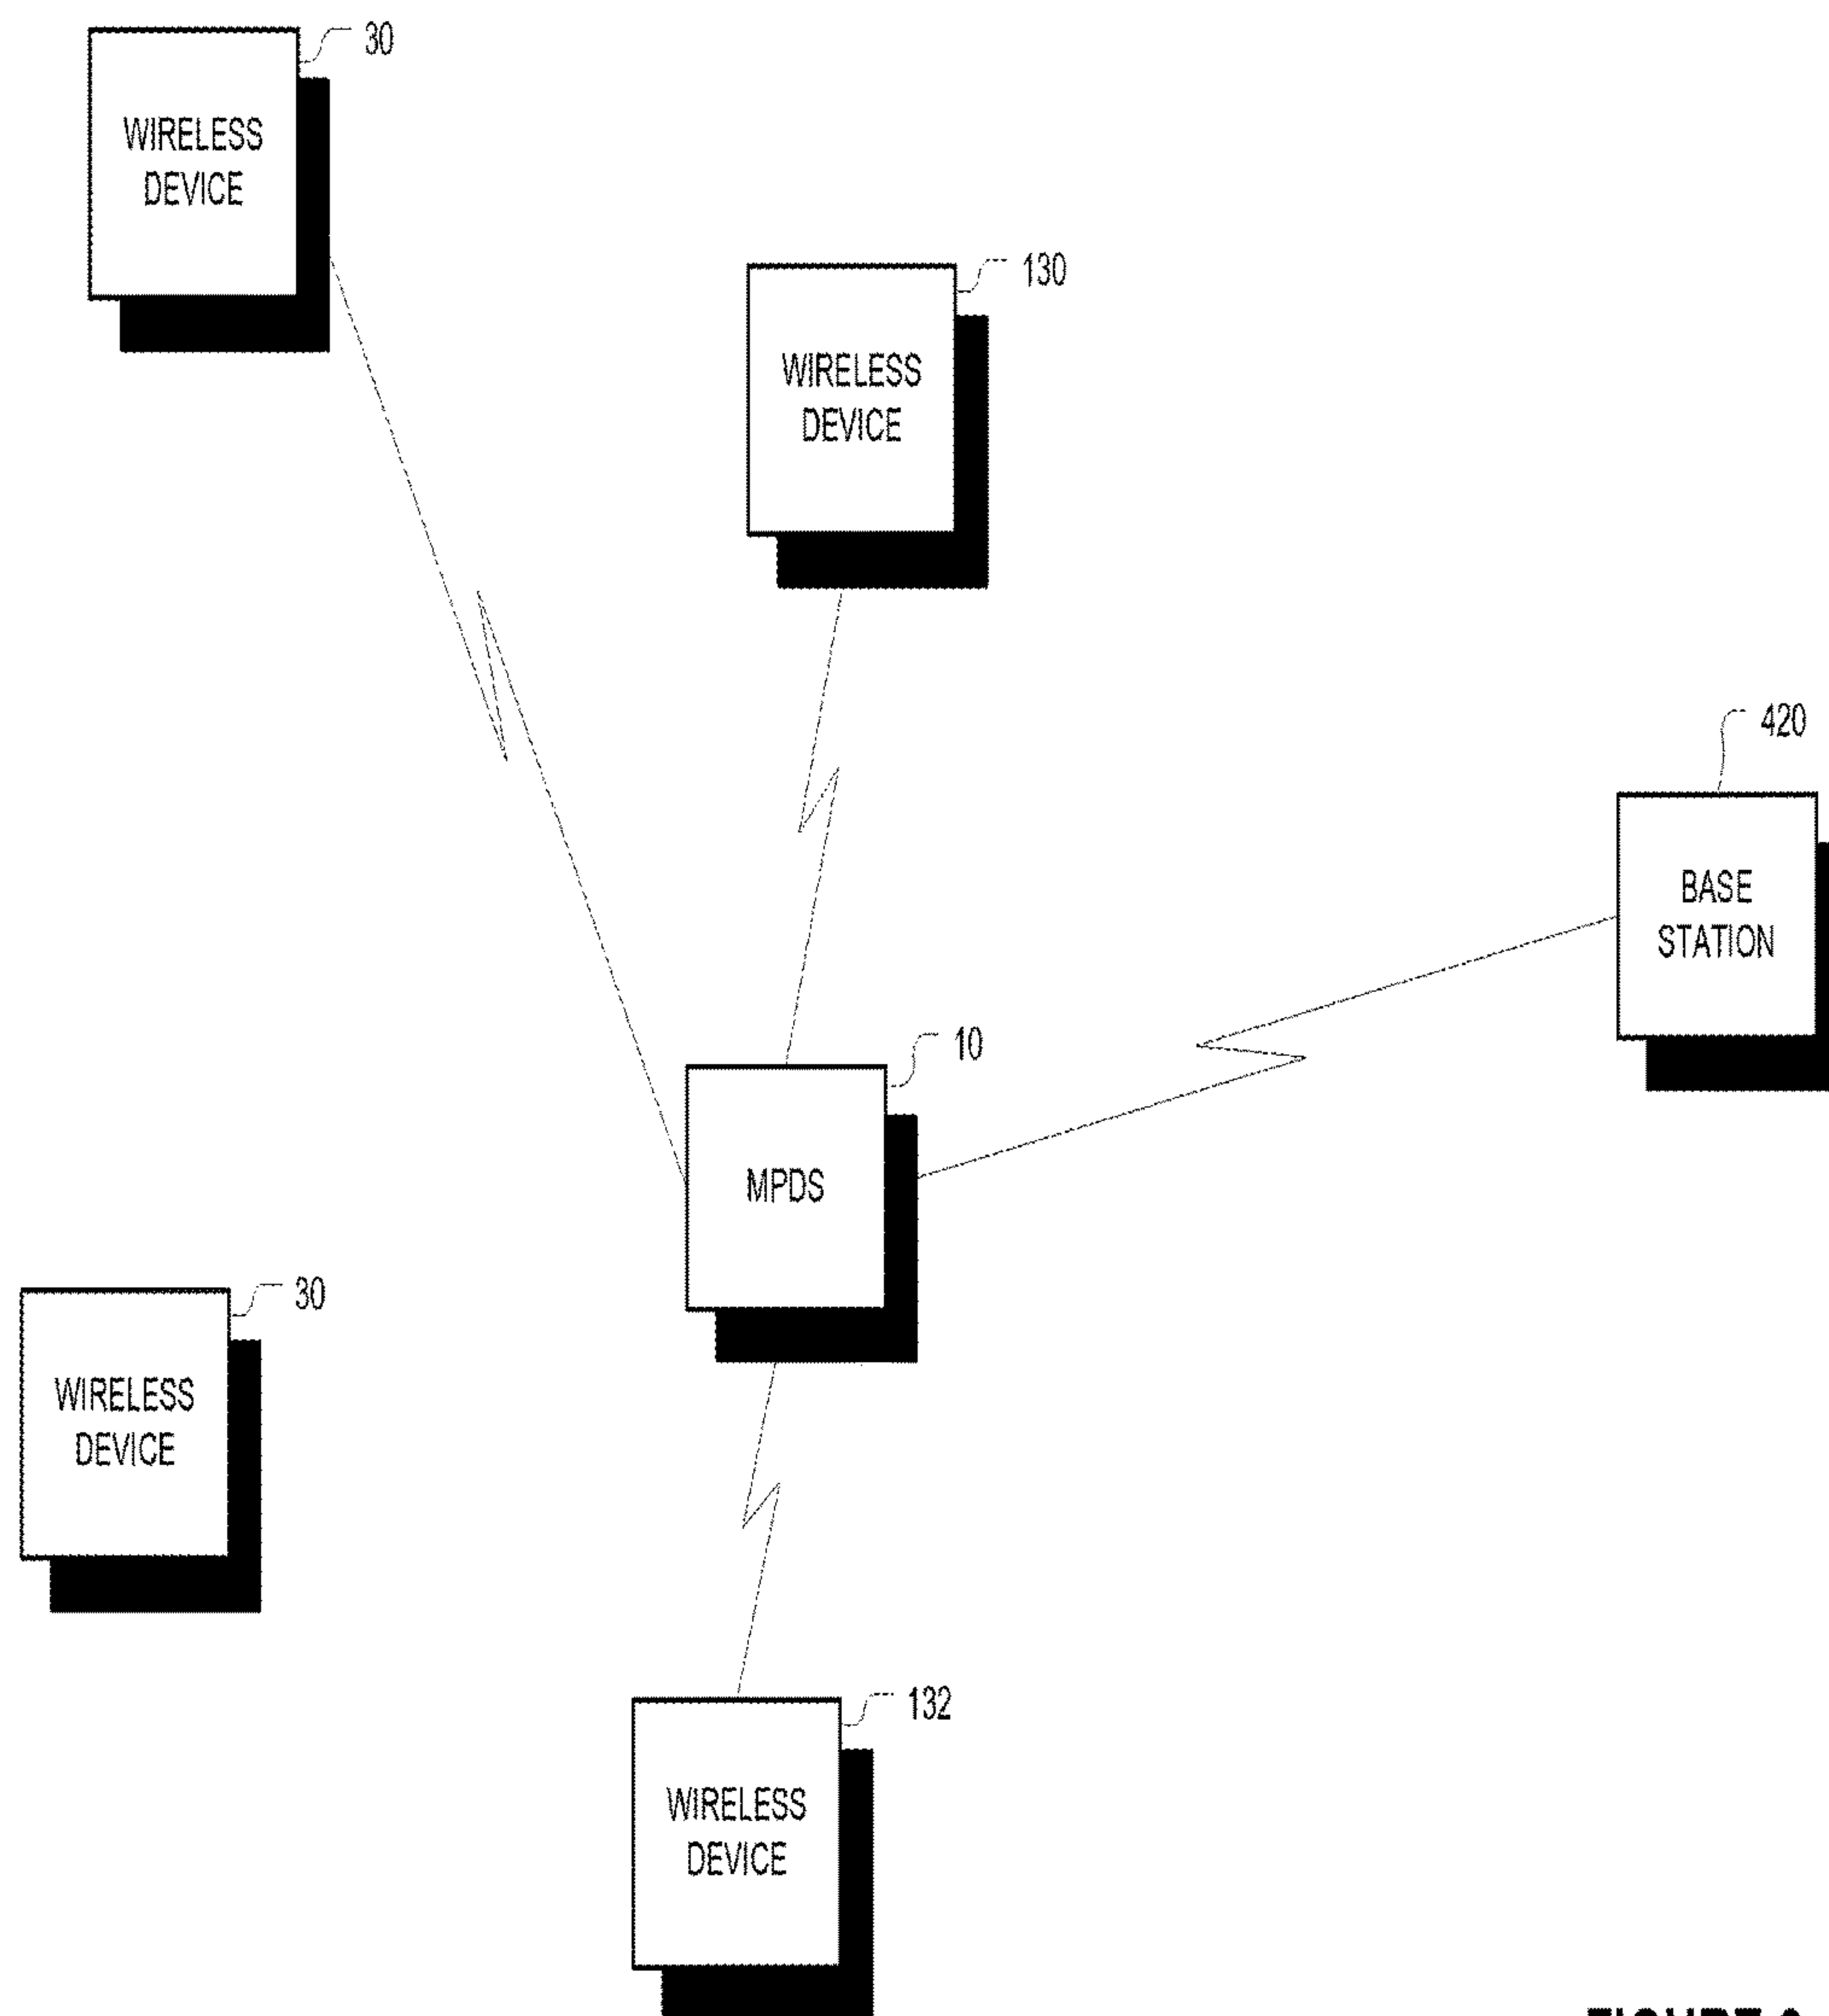 30
WIRELESS
DEVICE
130
WIRELESS
DEVICE
420
BASE
STATION
10
MPDS
30
WIRELESS
DEVICE
132
WIRELESS
DEVICE